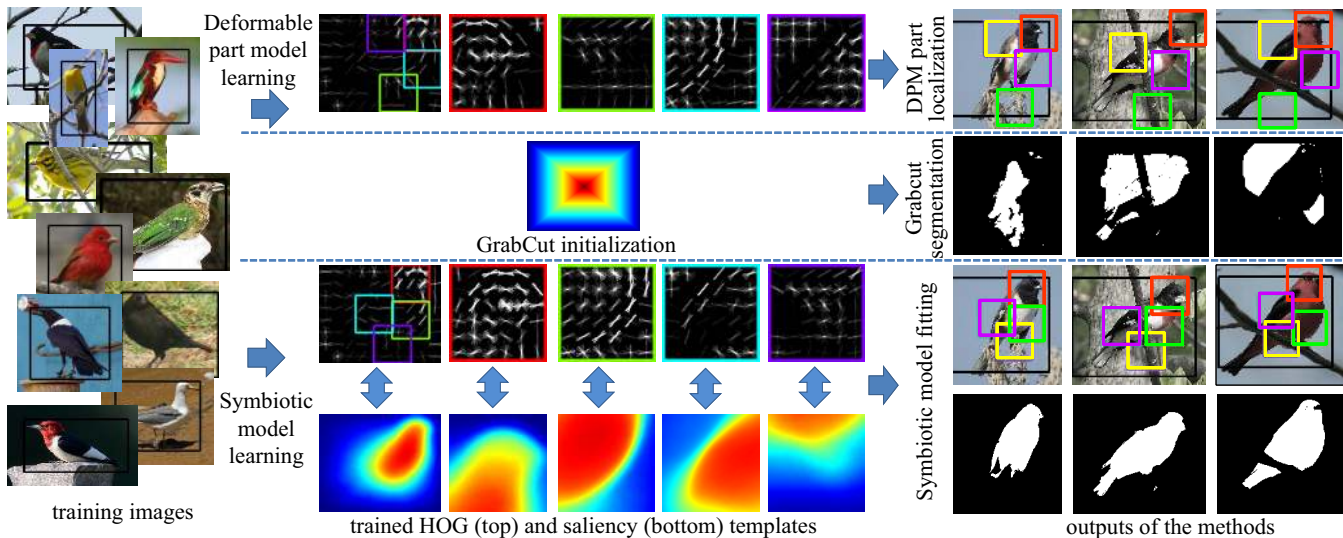 Deformable
part model
learning
DPM part
localization
GrabCut initialization
Grabcut
segmentation
Symbiotic
model
learning
Symbiotic model fitting
training images
trained HOG (top) and saliency (bottom) templates
outputs of the methods